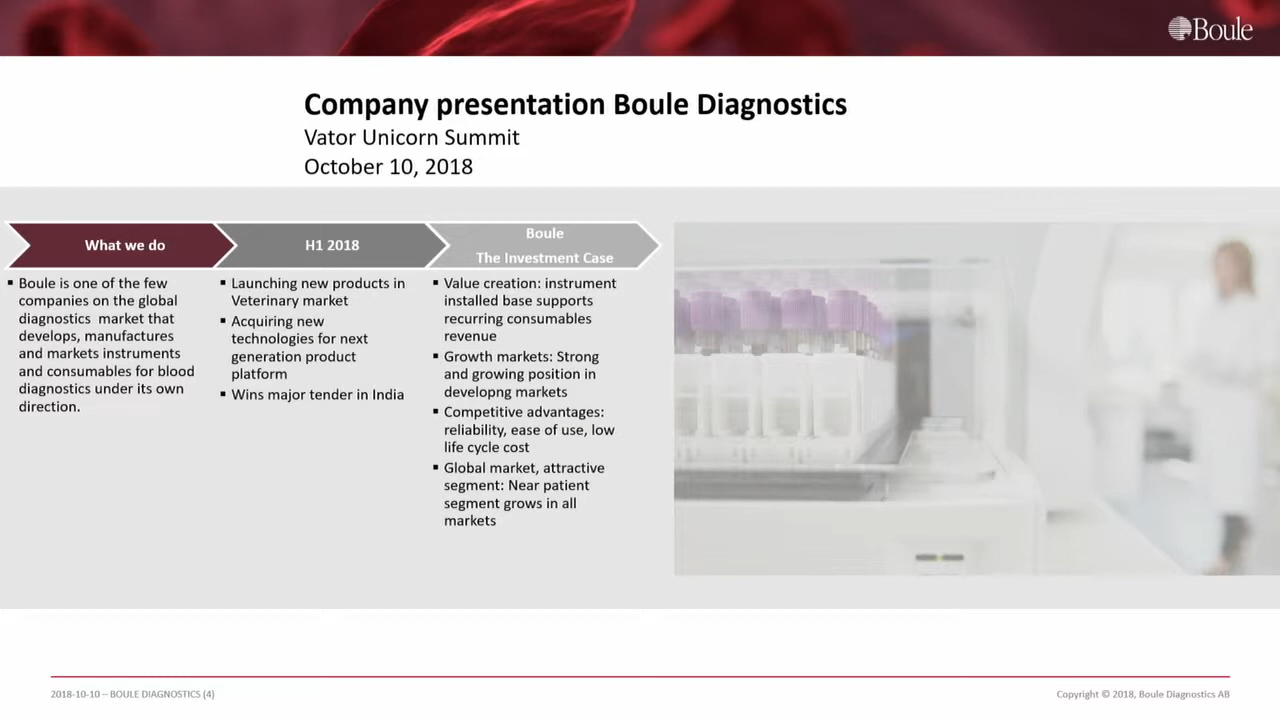 Boule
Company presentation Boule Diagnostics
Vator Unicorn Summit
October 10, 2018
What we do
▪ Boule is one of the few
companies on the global
diagnostics market that
develops, manufactures
and markets instruments
and consumables for blood
diagnostics under its own
direction.
H1 2018
▪ Launching new products in
Veterinary market
▪ Acquiring new
technologies for next
generation product
platform
▪ Wins major tender in India
Boule
The Investment Case
▪ Value creation: instrument
installed base supports
recurring consumables
revenue
▪ Growth markets: Strong
and growing position in
developng markets
▪ Competitive advantages:
reliability, ease of use, low
life cycle cost
▪ Global market, attractive
segment: Near patient
segment grows in all
markets
2018-10-10 – BOULE DIAGNOSTICS (4)
Copyright © 2018, Boule Diagnostics AB